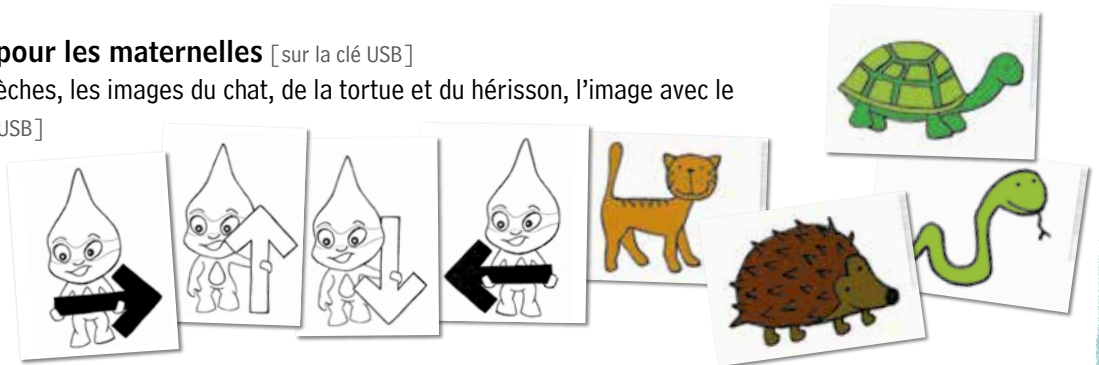 pour les maternelles [sur la clé USB]
èches, les images du chat, de la tortue et du hérisson, l'image avec le
USB]